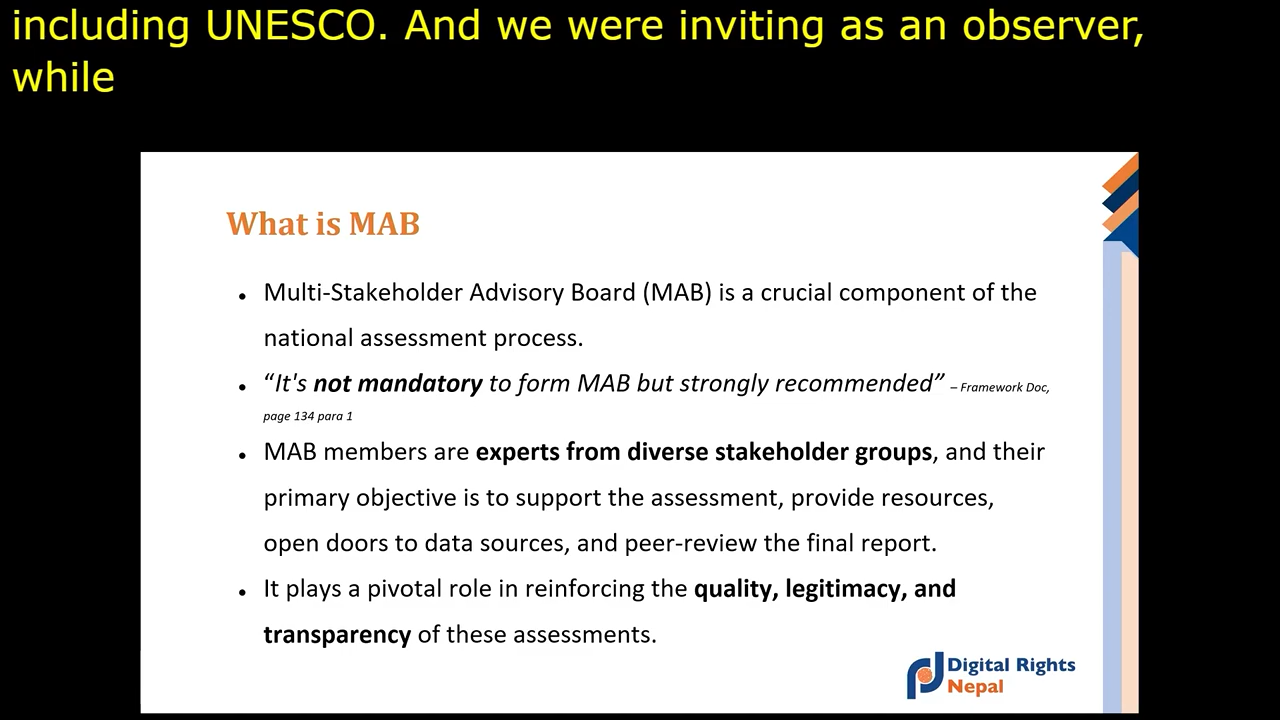 including UNESCO. And we were inviting as an observer,
while
What is MAB
• Multi-Stakeholder Advisory Board (MAB) is a crucial component of the
national assessment process.
• “It's not mandatory to form MAB but strongly recommended” – Framework Doc,
page 134 para 1
• MAB members are experts from diverse stakeholder groups, and their
primary objective is to support the assessment, provide resources,
open doors to data sources, and peer-review the final report.
• It plays a pivotal role in reinforcing the quality, legitimacy, and
transparency of these assessments.
Digital Rights
Nepal